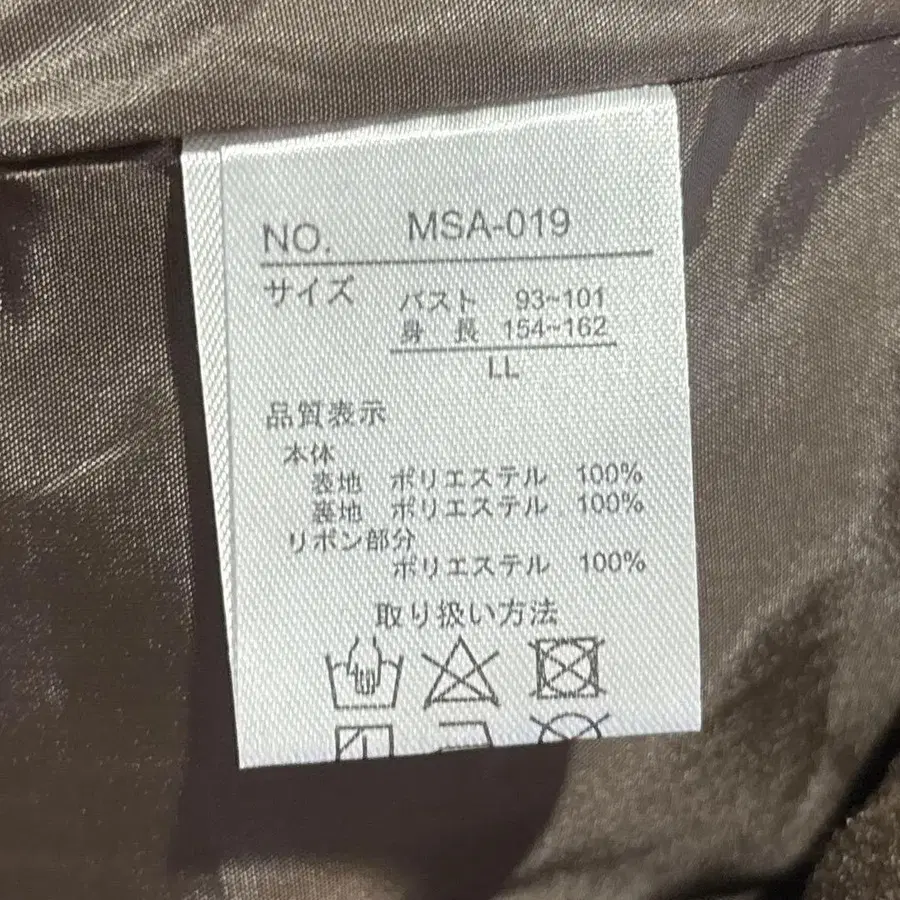 NO. MSA-019
サイズ バスト 93~101
身 長 154~162
LL
品質表示
本体
表地 ポリエステル 100%
裏地 ポリエステル 100%
リボン部分
ポリエステル 100%
取り扱い方法